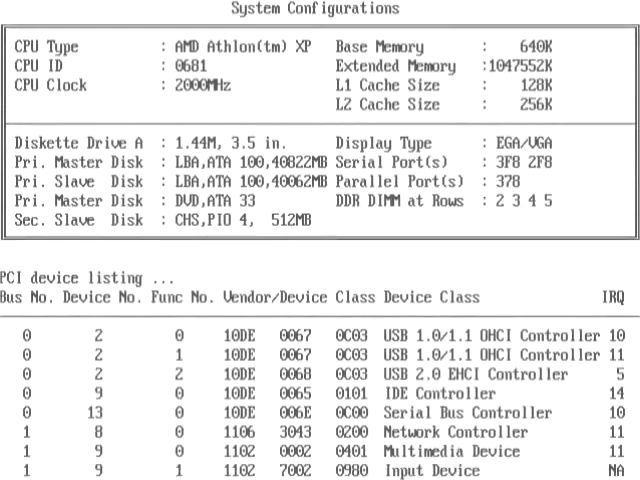 System Configurations
CPU Type : AMD Athlon(tm) XP Base Memory : 640K
CPU ID : 0681 Extended Memory :1047552K
CPU Clock : 2000MHz L1 Cache Size : 128K
L2 Cache Size : 256K
Diskette Drive A : 1.44M, 3.5 in. Display Type : EGA/VGA
Pri. Master Disk : LBA,ATA 100,40822MB Serial Port(s) : 3F8 2F8
Pri. Slave Disk : LBA,ATA 100,40062MB Parallel Port(s) : 378
Pri. Master Disk : DVD,ATA 33 DDR DIMM at Rows : 2 3 4 5
Sec. Slave Disk : CHS,PIO 4, 512MB
PCI device listing ...
Bus No. Device No. Func No. Vendor/Device Class Device Class IRQ
0 2 0 10DE 0067 0C03 USB 1.0/1.1 OHCI Controller 10
0 2 1 10DE 0067 0C03 USB 1.0/1.1 OHCI Controller 11
0 2 2 10DE 0068 0C03 USB 2.0 EHCI Controller 5
0 9 0 10DE 0065 0101 IDE Controller 14
0 13 0 10DE 006E 0C00 Serial Bus Controller 10
1 8 0 1106 3043 0200 Network Controller 11
1 9 0 1102 0002 0401 Multimedia Device 11
1 9 1 1102 7002 0980 Input Device NA